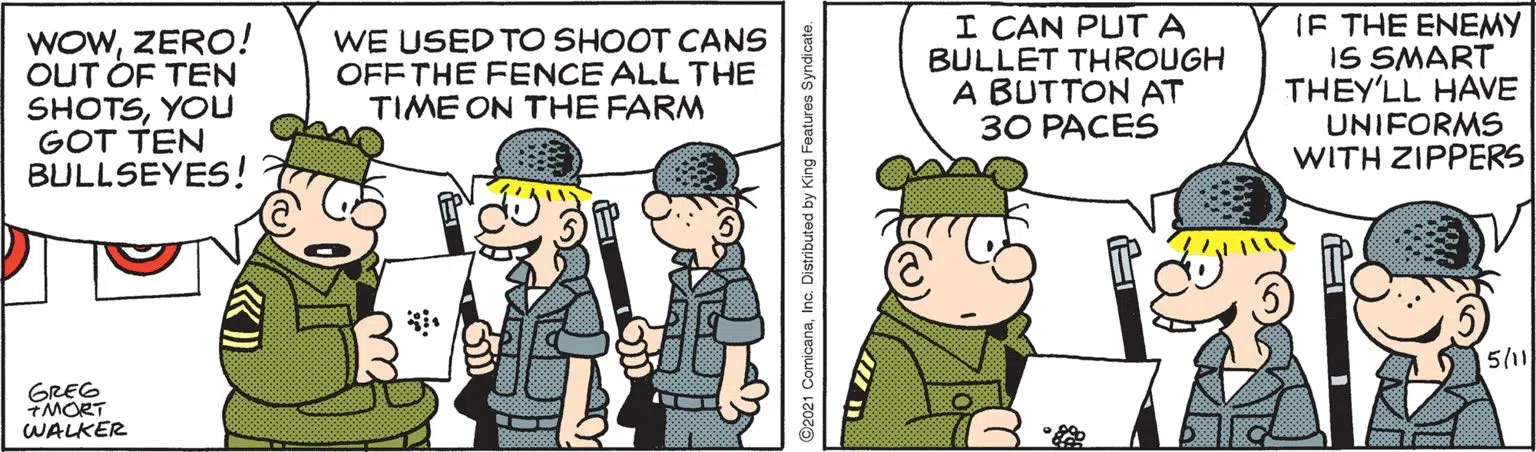 WOW, ZERO!
OUT OF TEN
SHOTS, YOU
GOT TEN
BULLSEYES!
WE USED TO SHOOT CANS
OFF THE FENCE ALL THE
TIME ON THE FARM
GREG
+MORT
WALKER
©2021 Comicana, Inc. Distributed by King Features Syndicate.
I CAN PUT A
BULLET THROUGH
A BUTTON AT
30 PACES
IF THE ENEMY
IS SMART
THEY'LL HAVE
UNIFORMS
WITH ZIPPERS
5/11